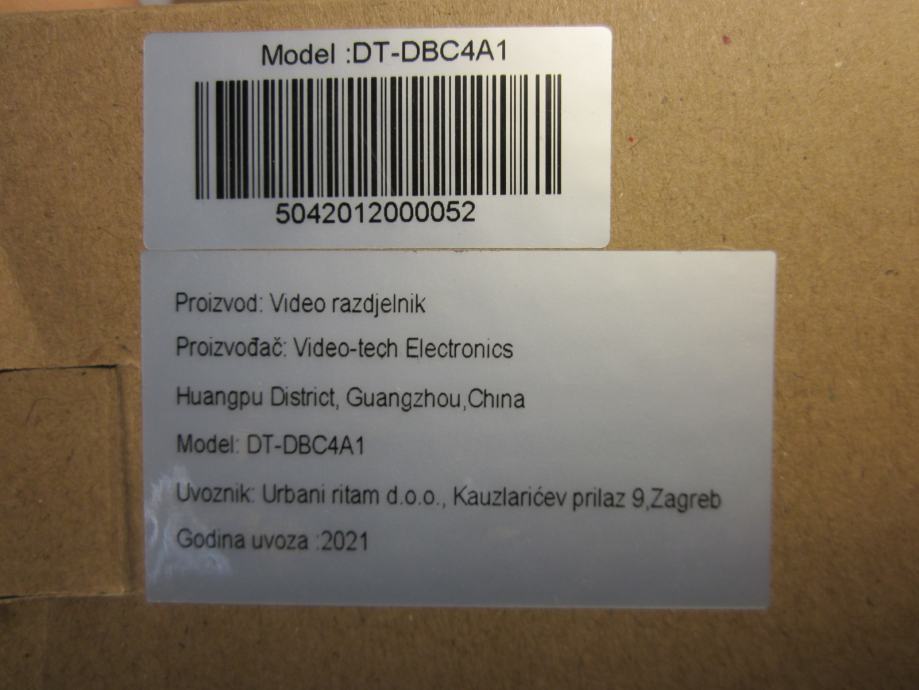 Model :DT-DBC4A1
5042012000052
Proizvod: Video razdjelnik
Proizvođač: Video-tech Electronics
Huangpu District, Guangzhou,China
Model: DT-DBC4A1
Uvoznik: Urbani ritam d.o.o., Kauzlarićev prilaz 9,Zagreb
Godina uvoza :2021